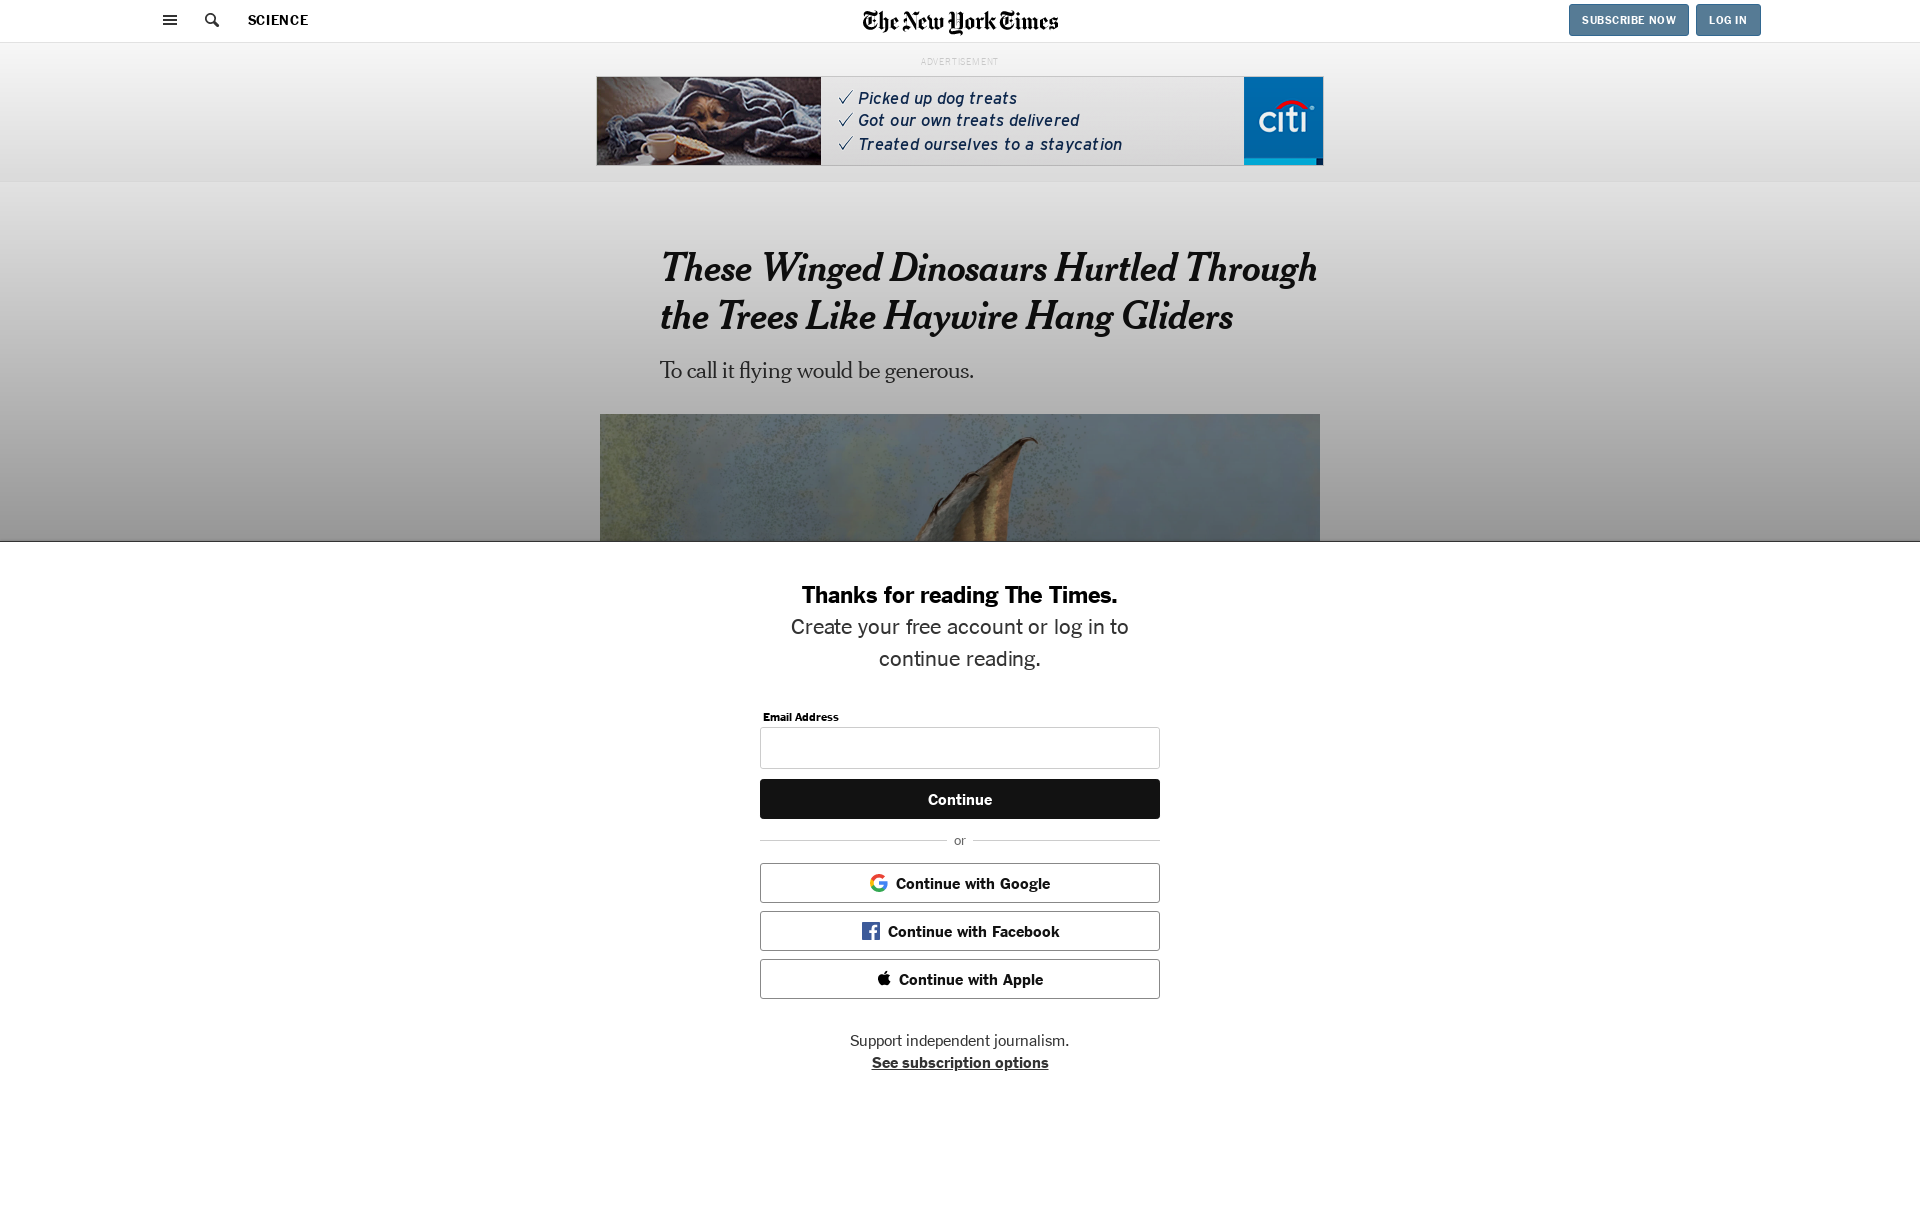 SCIENCE
The New York Times
SUBSCRIBE NOW
LOG IN
ADVERTISEMENT
✓ Picked up dog treats
✓ Got our own treats delivered
✓ Treated ourselves to a staycation
citi®
These Winged Dinosaurs Hurtled Through
the Trees Like Haywire Hang Gliders
To call it flying would be generous.
Thanks for reading The Times.
Create your free account or log in to
continue reading.
Email Address
Continue
or
Continue with Google
Continue with Facebook
Continue with Apple
Support independent journalism.
See subscription options